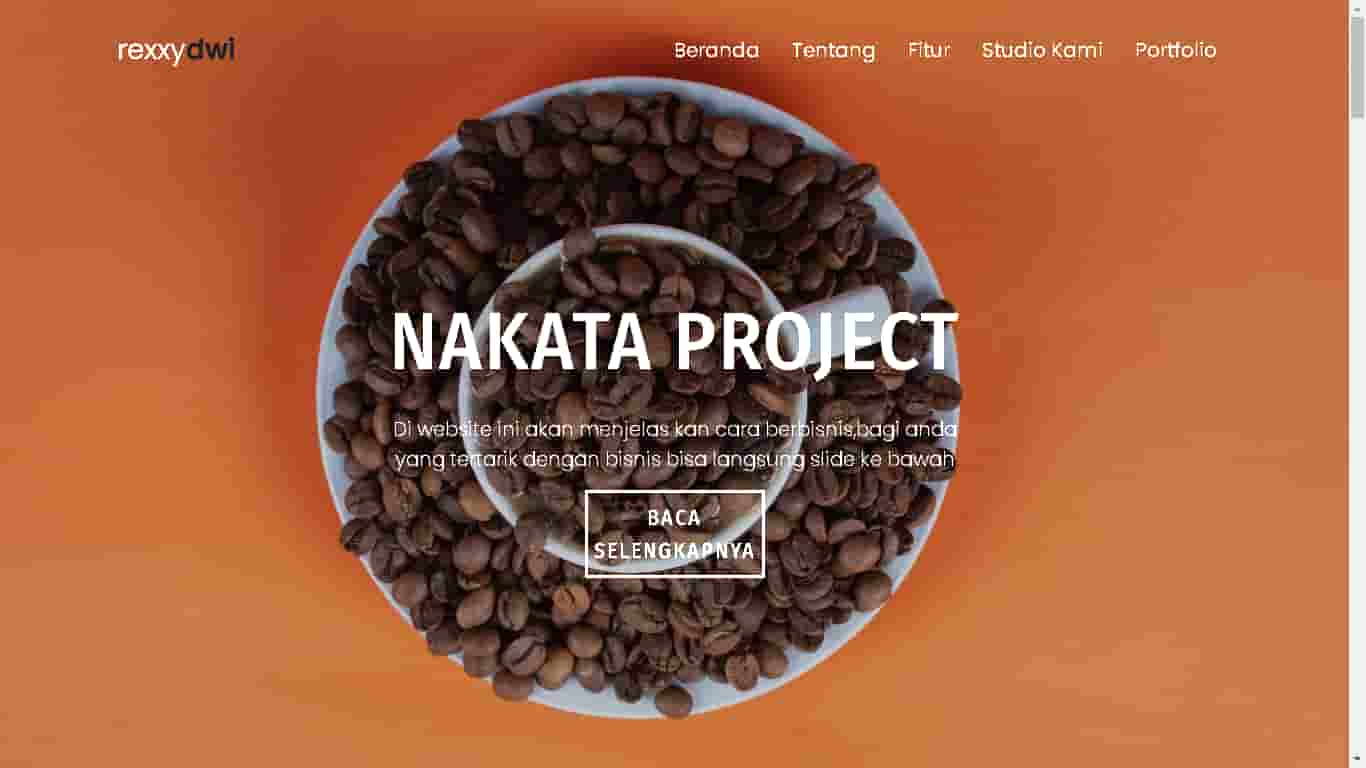 rexxydwi
Beranda Tentang Fitur Studio Kami Portfolio
NAKATA PROJECT
Di website ini akan menjelas kan cara berbisnis,bagi anda
yang tertarik dengan bisnis bisa langsung slide ke bawah
BACA
SELENGKAPNYA